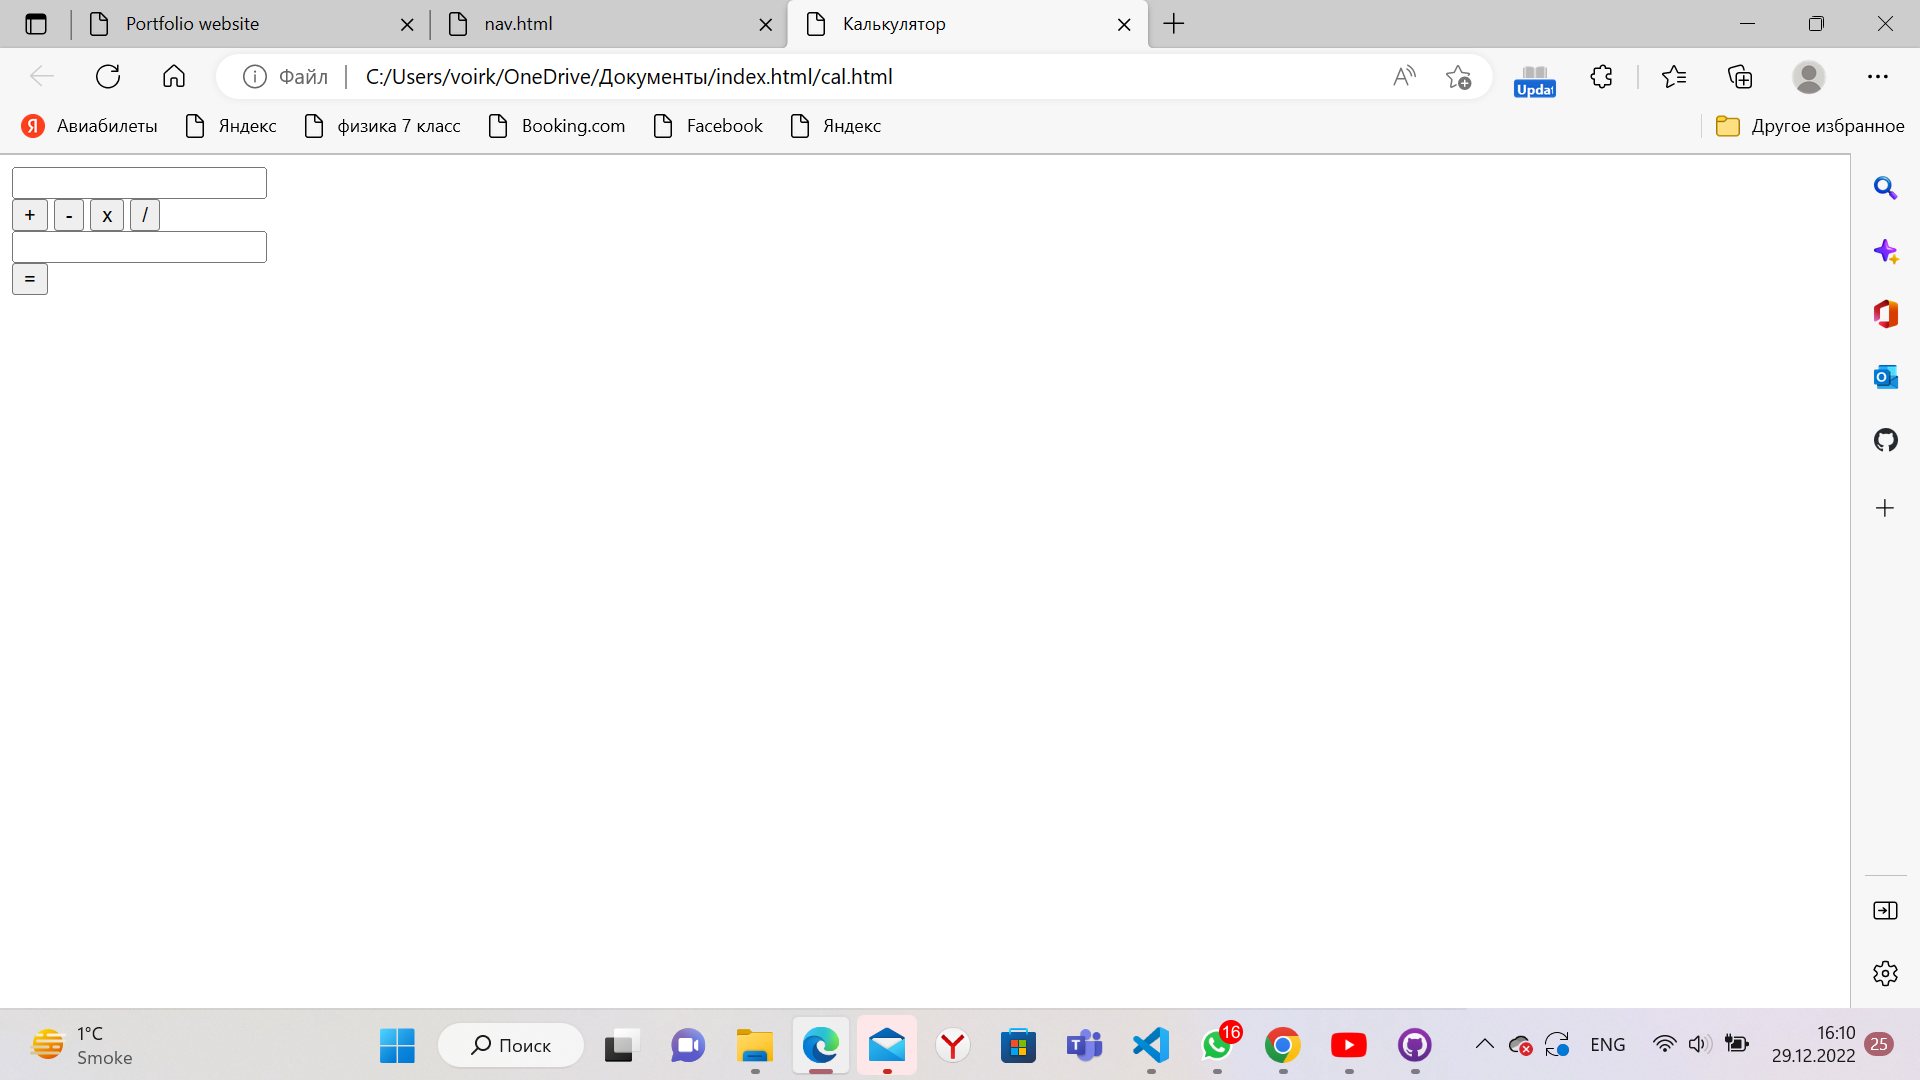 Portfolio website
nav.html
Калькулятор
Файл
C:/Users/voirk/OneDrive/Документы/index.html/cal.html
Updat
Авиабилеты
Яндекс
физика 7 класс
Booking.com
Facebook
Яндекс
Другое избранное
+ - x /
=
1°C
Smoke
Поиск
16
ENG
16:10
29.12.2022
25